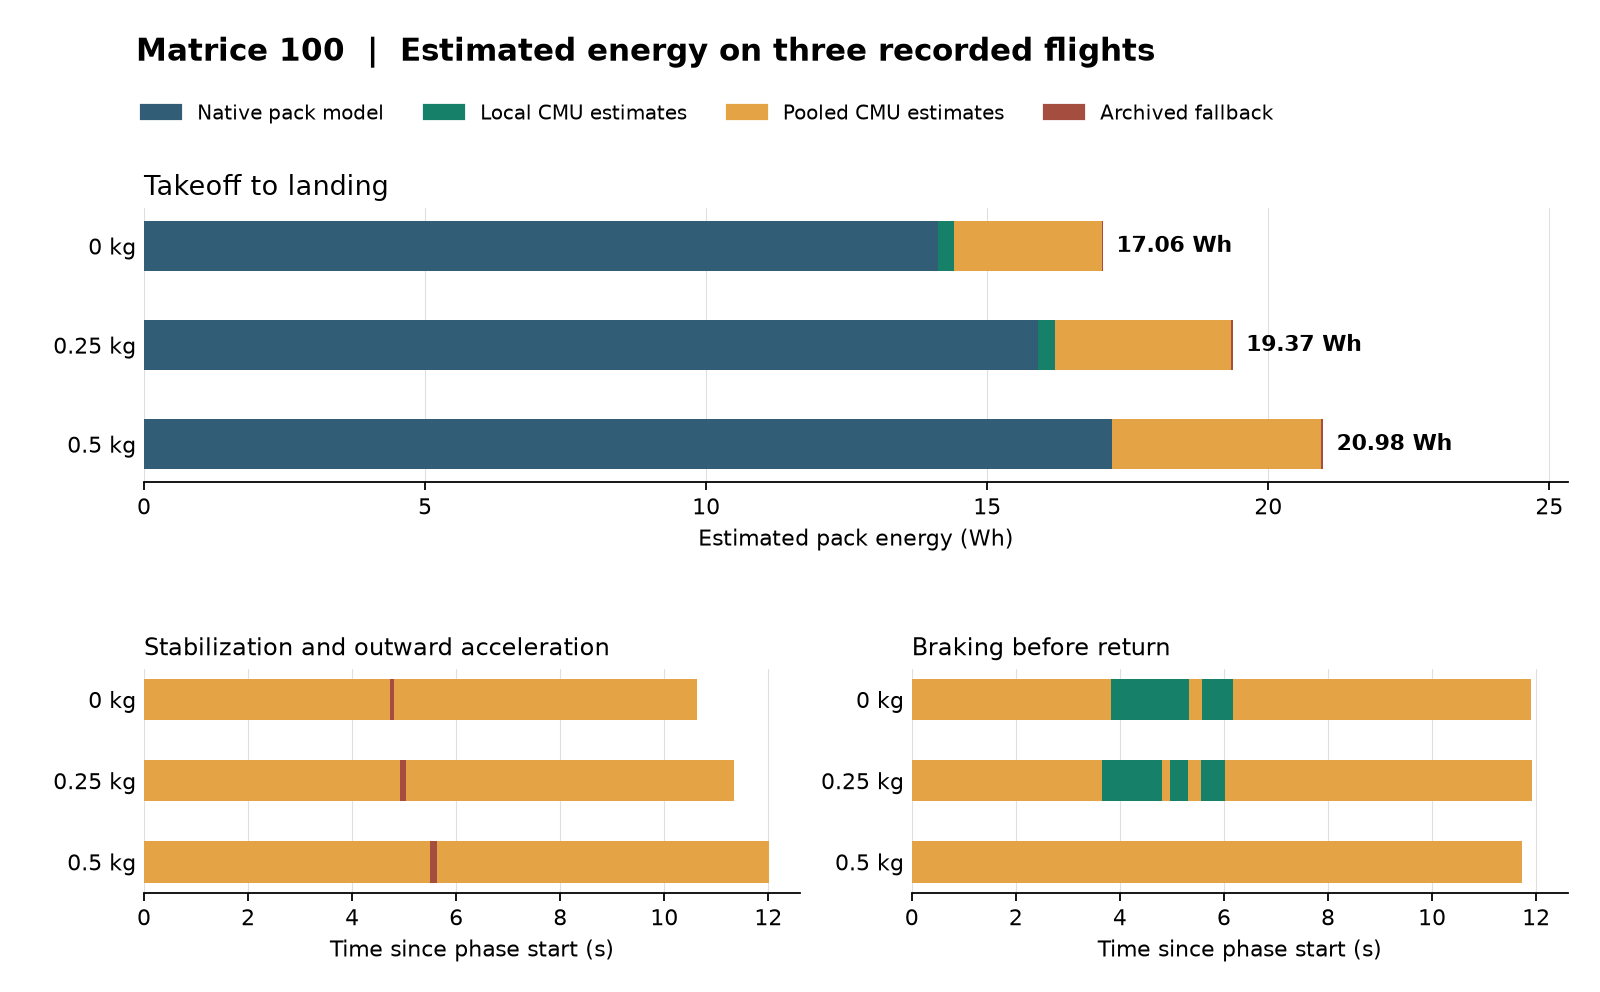 Matrice 100 | Estimated energy on three recorded flights
Native pack model Local CMU estimates Pooled CMU estimates Archived fallback
Takeoff to landing
0 kg 17.06 Wh
0.25 kg 19.37 Wh
0.5 kg 20.98 Wh
0 5 10 15 20 25
Estimated pack energy (Wh)
Stabilization and outward acceleration
0 kg
0.25 kg
0.5 kg
0 2 4 6 8 10 12
Time since phase start (s)
Braking before return
0 kg
0.25 kg
0.5 kg
0 2 4 6 8 10 12
Time since phase start (s)